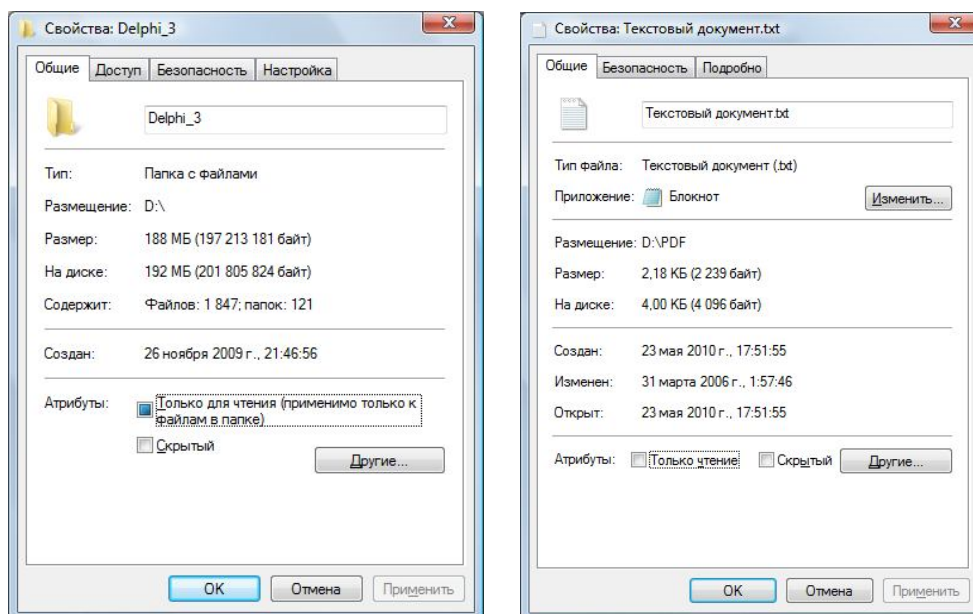 Свойства: Delphi_3
Общие Доступ Безопасность Настройка
Delphi_3
Тип: Папка с файлами
Размещение: D:\
Размер: 188 МБ (197 213 181 байт)
На диске: 192 МБ (201 805 824 байт)
Содержит: Файлов: 1 847; папок: 121
Создан: 26 ноября 2009 г., 21:46:56
Атрибуты: Только для чтения (применимо только к
файлам в папке)
Скрытый
Другие...
OK Отмена Применить
Свойства: Текстовый документ.txt
Общие Безопасность Подробно
Текстовый документ.txt
Тип файла: Текстовый документ (.txt)
Приложение: Блокнот Изменить...
Размещение: D:\PDF
Размер: 2,18 КБ (2 239 байт)
На диске: 4,00 КБ (4 096 байт)
Создан: 23 мая 2010 г., 17:51:55
Изменен: 31 марта 2006 г., 1:57:46
Открыт: 23 мая 2010 г., 17:51:55
Атрибуты: Только чтение Скрытый Другие...
OK Отмена Применить